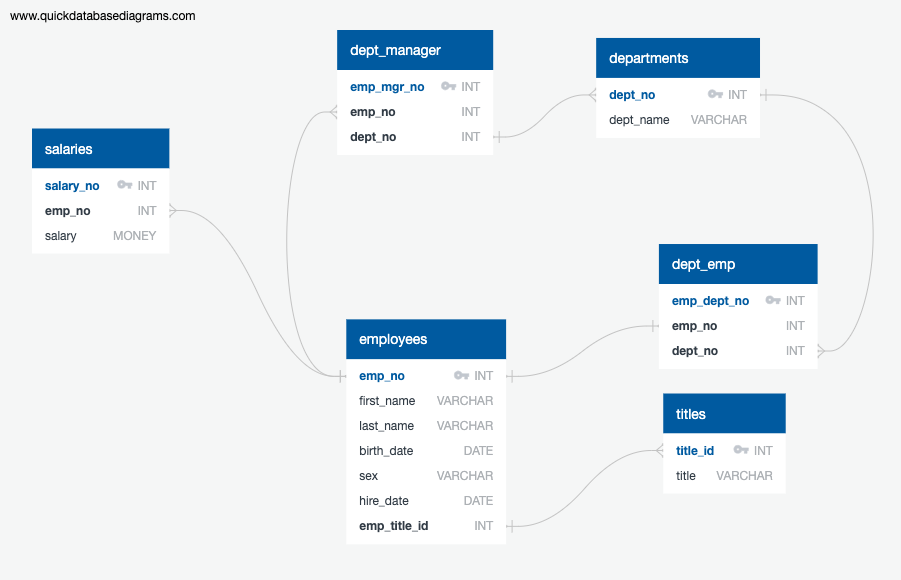 www.quickdatabasediagrams.com
dept_manager
emp_mgr_no INT
emp_no INT
dept_no INT
departments
dept_no INT
dept_name VARCHAR
salaries
salary_no INT
emp_no INT
salary MONEY
dept_emp
emp_dept_no INT
emp_no INT
dept_no INT
employees
emp_no INT
first_name VARCHAR
last_name VARCHAR
birth_date DATE
sex VARCHAR
hire_date DATE
emp_title_id INT
titles
title_id INT
title VARCHAR